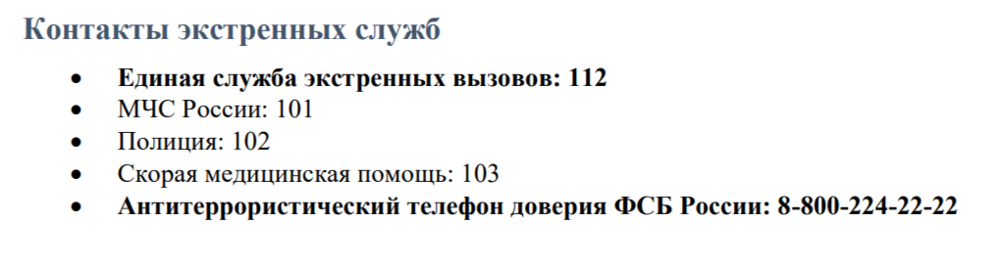 Контакты экстренных служб
• Единая служба экстренных вызовов: 112
• МЧС России: 101
• Полиция: 102
• Скорая медицинская помощь: 103
• Антитеррористический телефон доверия ФСБ России: 8-800-224-22-22